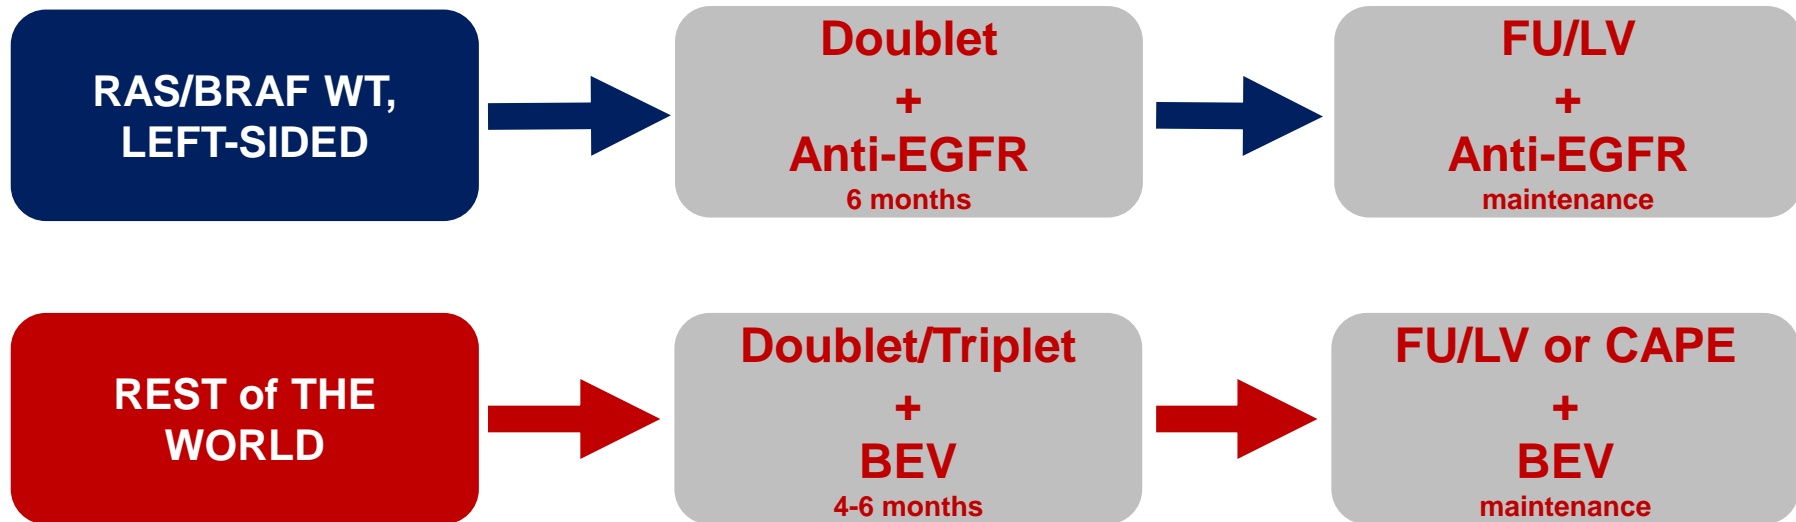 RAS/BRAF WT,
LEFT-SIDED
Doublet
+
Anti-EGFR
6 months
FU/LV
+
Anti-EGFR
maintenance
REST of THE
WORLD
Doublet/Triplet
+
BEV
4-6 months
FU/LV or CAPE
+
BEV
maintenance